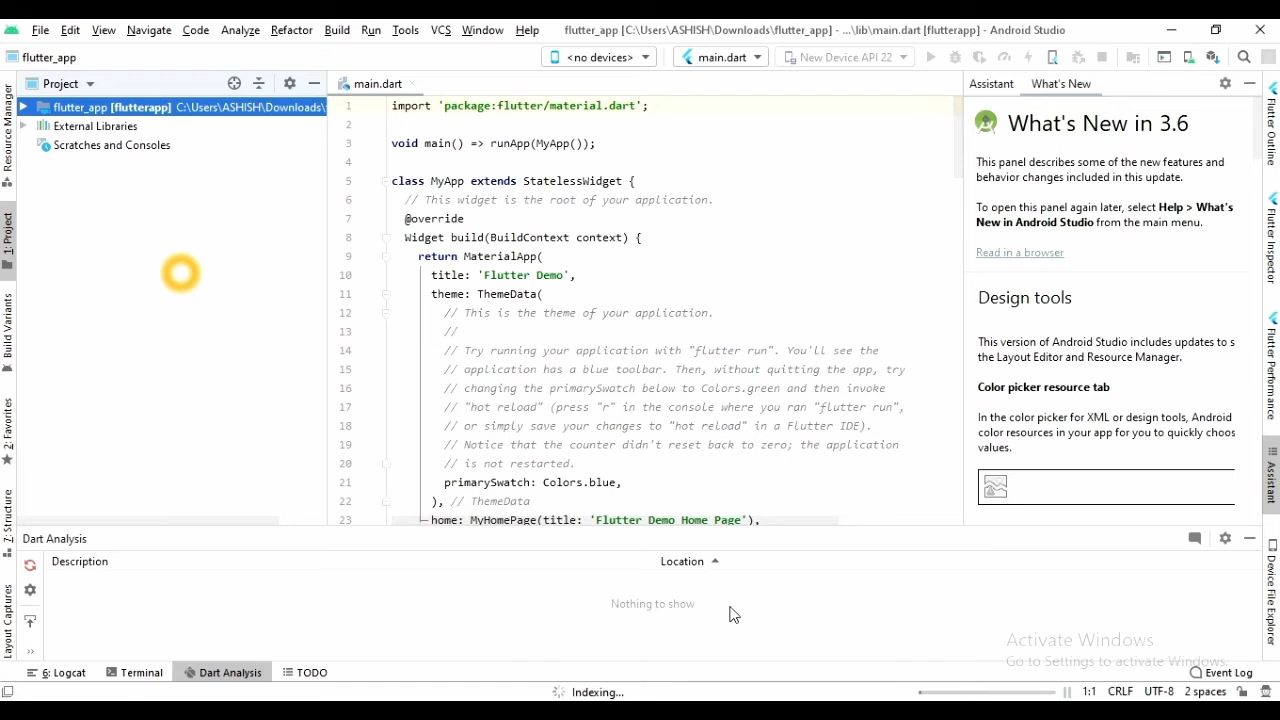 File Edit View Navigate Code Analyze Refactor Build Run Tools VCS Window Help flutter_app [C:\Users\ASHISH\Downloads\flutter_app] - ...\lib\main.dart [flutterapp] - Android Studio
flutter_app <no devices> main.dart New Device API 22
Project main.dart Assistant What's New
Resource Manager
1: Project
Build Variants
2: Favorites
7: Structure
Layout Captures
flutter_app [flutterapp] C:\Users\ASHISH\Downloads\
External Libraries
Scratches and Consoles
1 import 'package:flutter/material.dart';
2
3 void main() => runApp(MyApp());
4
5 class MyApp extends StatelessWidget {
6 // This widget is the root of your application.
7 @override
8 Widget build(BuildContext context) {
9 return MaterialApp(
10 title: 'Flutter Demo',
11 theme: ThemeData(
12 // This is the theme of your application.
13 //
14 // Try running your application with "flutter run". You'll see the
15 // application has a blue toolbar. Then, without quitting the app, try
16 // changing the primarySwatch below to Colors.green and then invoke
17 // "hot reload" (press "r" in the console where you ran "flutter run",
18 // or simply save your changes to "hot reload" in a Flutter IDE).
19 // Notice that the counter didn't reset back to zero; the application
20 // is not restarted.
21 primarySwatch: Colors.blue,
22 ), // ThemeData
23 home: MyHomePage(title: 'Flutter Demo Home Page'),
What's New in 3.6
This panel describes some of the new features and
behavior changes included in this update.
To open this panel again later, select Help > What's
New in Android Studio from the main menu.
Read in a browser
Design tools
This version of Android Studio includes updates to s
the Layout Editor and Resource Manager.
Color picker resource tab
In the color picker for XML or design tools, Android
color resources in your app for you to quickly choos
values.
Flutter Outline
Flutter Inspector
Flutter Performance
Assistant
Device File Explorer
Dart Analysis
Description Location
Nothing to show
Activate Windows
Go to Settings to activate Windows.
6: Logcat Terminal Dart Analysis TODO Event Log
Indexing... 1:1 CRLF UTF-8 2 spaces